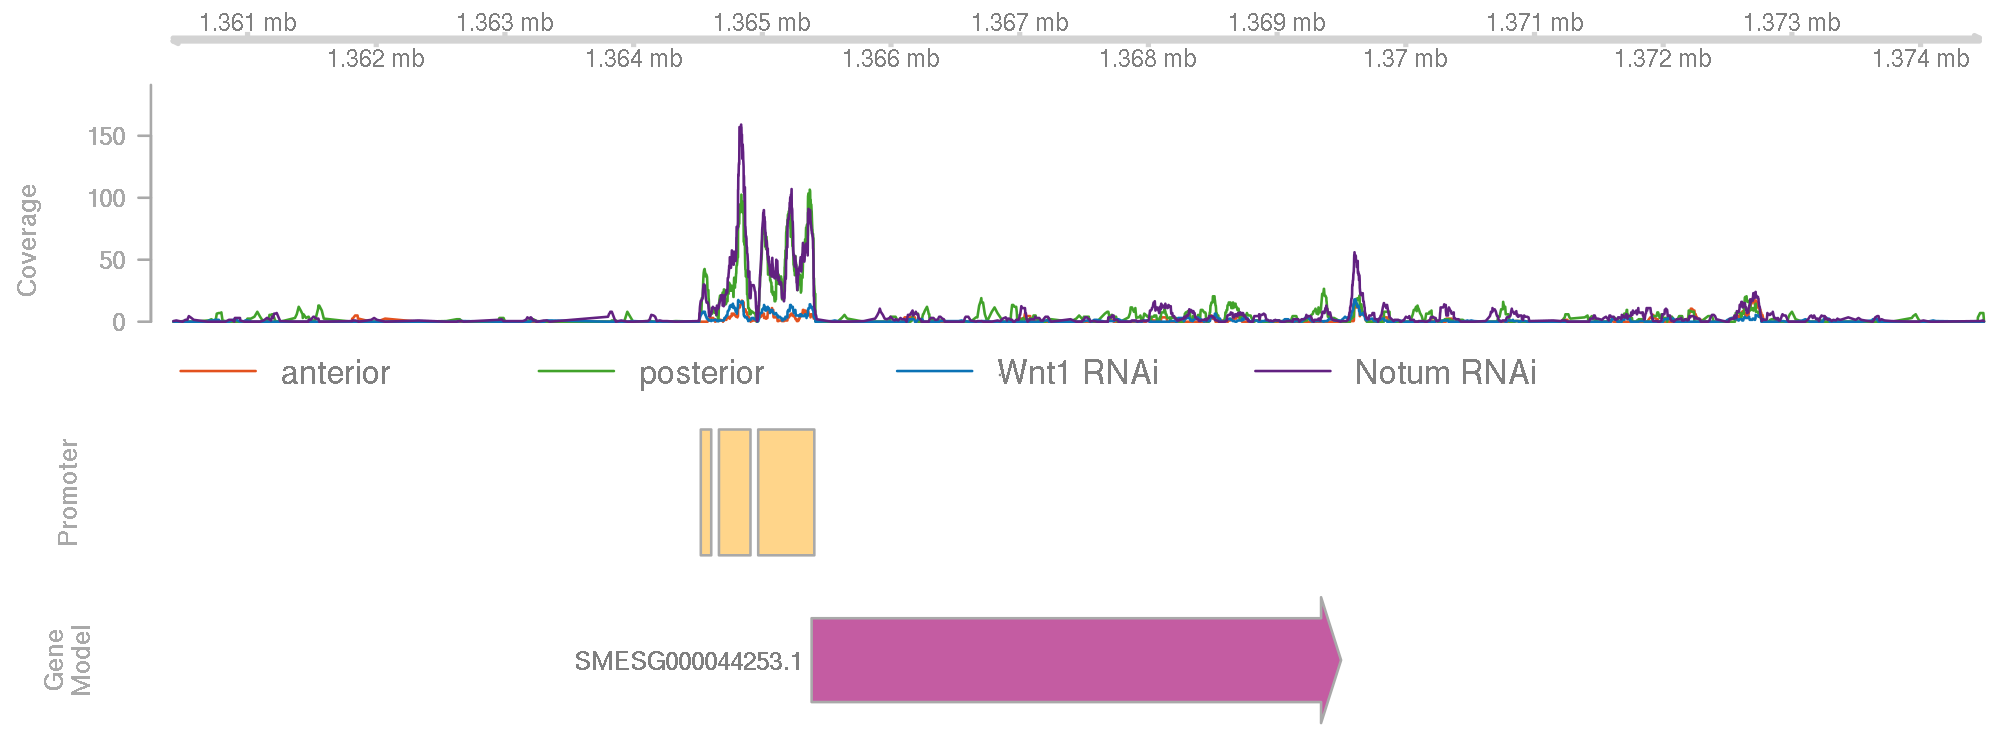 1.361 mb 1.363 mb 1.365 mb 1.367 mb 1.369 mb 1.371 mb 1.373 mb
1.362 mb 1.364 mb 1.366 mb 1.368 mb 1.37 mb 1.372 mb 1.374 mb
Coverage
150
100
50
0
anterior posterior Wnt1 RNAi Notum RNAi
Promoter
Gene
Model
SMESG000044253.1